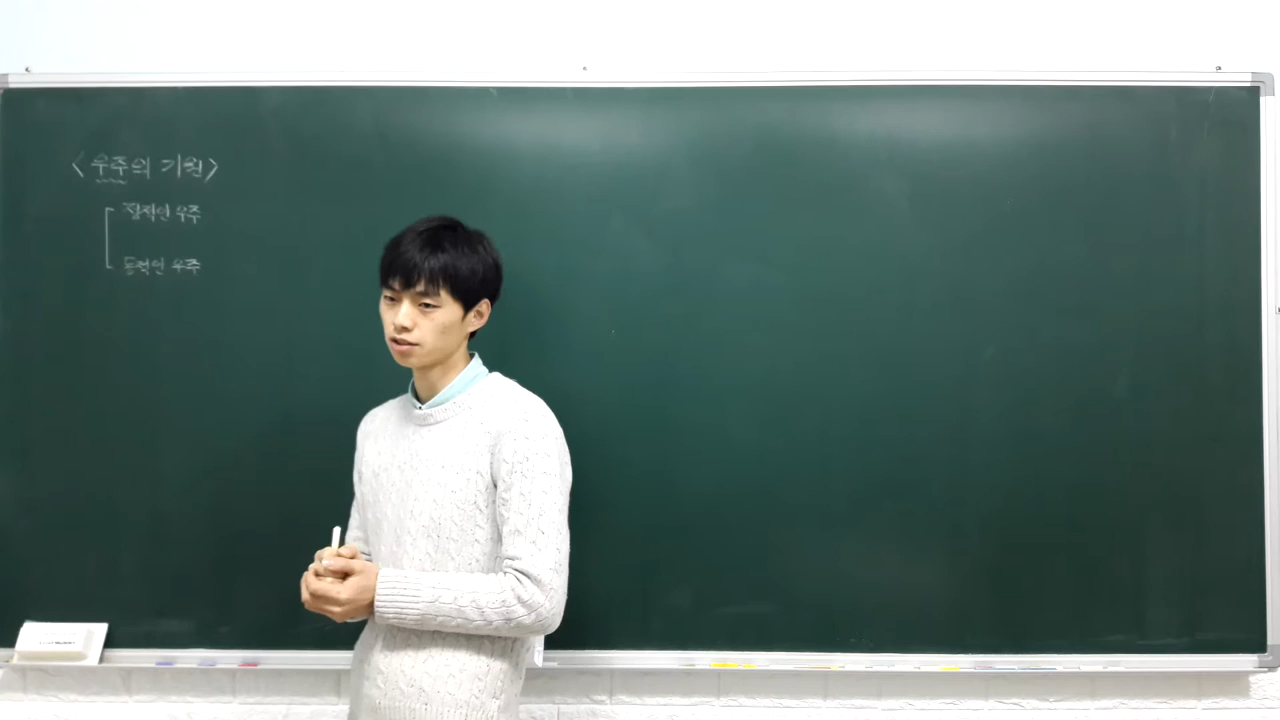 <우주의 기원>
정적인 우주
동적인 우주